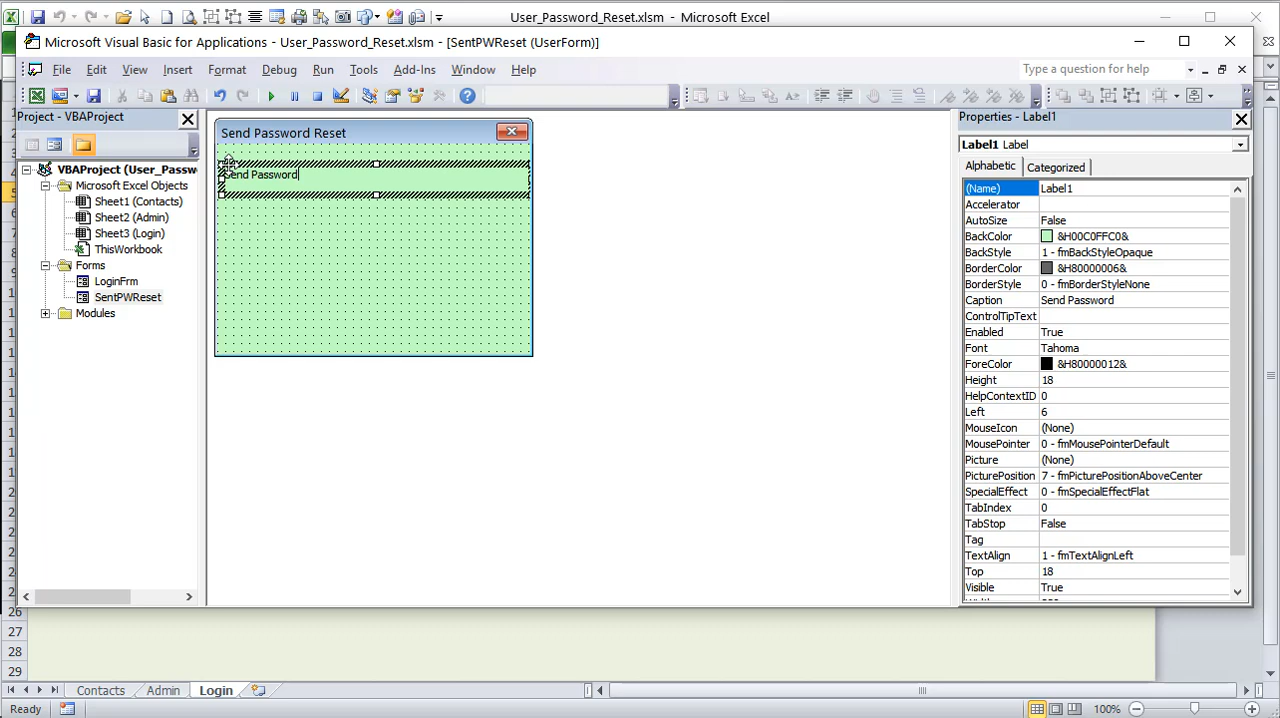 User_Password_Reset.xlsm - Microsoft Excel
Microsoft Visual Basic for Applications - User_Password_Reset.xlsm - [SentPWReset (UserForm)]
File Edit View Insert Format Debug Run Tools Add-Ins Window Help
Type a question for help
Project - VBAProject
VBAProject (User_Passw
Microsoft Excel Objects
Sheet1 (Contacts)
Sheet2 (Admin)
Sheet3 (Login)
ThisWorkbook
Forms
LoginFrm
SentPWReset
Modules
Send Password Reset
Send Password
Properties - Label1
Label1 Label
Alphabetic Categorized
(Name) Label1
Accelerator
AutoSize False
BackColor &H00C0FFC0&
BackStyle 1 - fmBackStyleOpaque
BorderColor &H80000006&
BorderStyle 0 - fmBorderStyleNone
Caption Send Password
ControlTipText
Enabled True
Font Tahoma
ForeColor &H80000012&
Height 18
HelpContextID 0
Left 6
MouseIcon (None)
MousePointer 0 - fmMousePointerDefault
Picture (None)
PicturePosition 7 - fmPicturePositionAboveCenter
SpecialEffect 0 - fmSpecialEffectFlat
TabIndex 0
TabStop False
Tag
TextAlign 1 - fmTextAlignLeft
Top 18
Visible True
26
27
28
29
Contacts Admin Login
Ready
100%